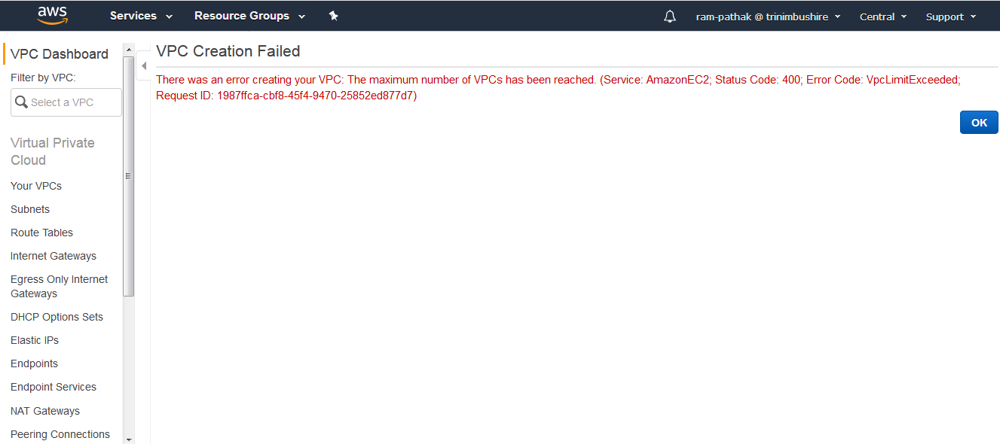 aws Services Resource Groups ram-pathak @ trinimbushire Central Support
VPC Dashboard
Filter by VPC:
Select a VPC
Virtual Private
Cloud
Your VPCs
Subnets
Route Tables
Internet Gateways
Egress Only Internet
Gateways
DHCP Options Sets
Elastic IPs
Endpoints
Endpoint Services
NAT Gateways
Peering Connections
VPC Creation Failed
There was an error creating your VPC: The maximum number of VPCs has been reached. (Service: AmazonEC2; Status Code: 400; Error Code: VpcLimitExceeded;
Request ID: 1987ffca-cbf8-45f4-9470-25852ed877d7)
OK